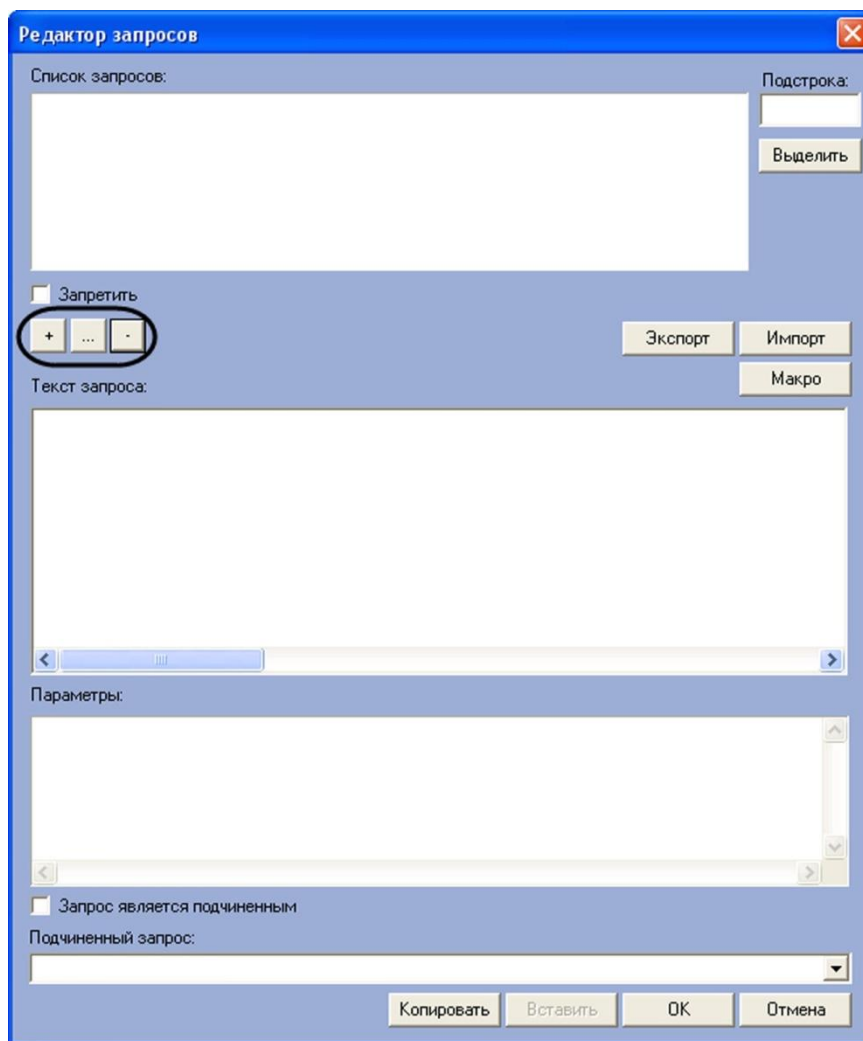 Редактор запросов
Список запросов:
Подстрока:
Выделить
Запретить
+ ... -
Экспорт Импорт
Макро
Текст запроса:
Параметры:
Запрос является подчиненным
Подчиненный запрос:
Копировать Вставить OK Отмена